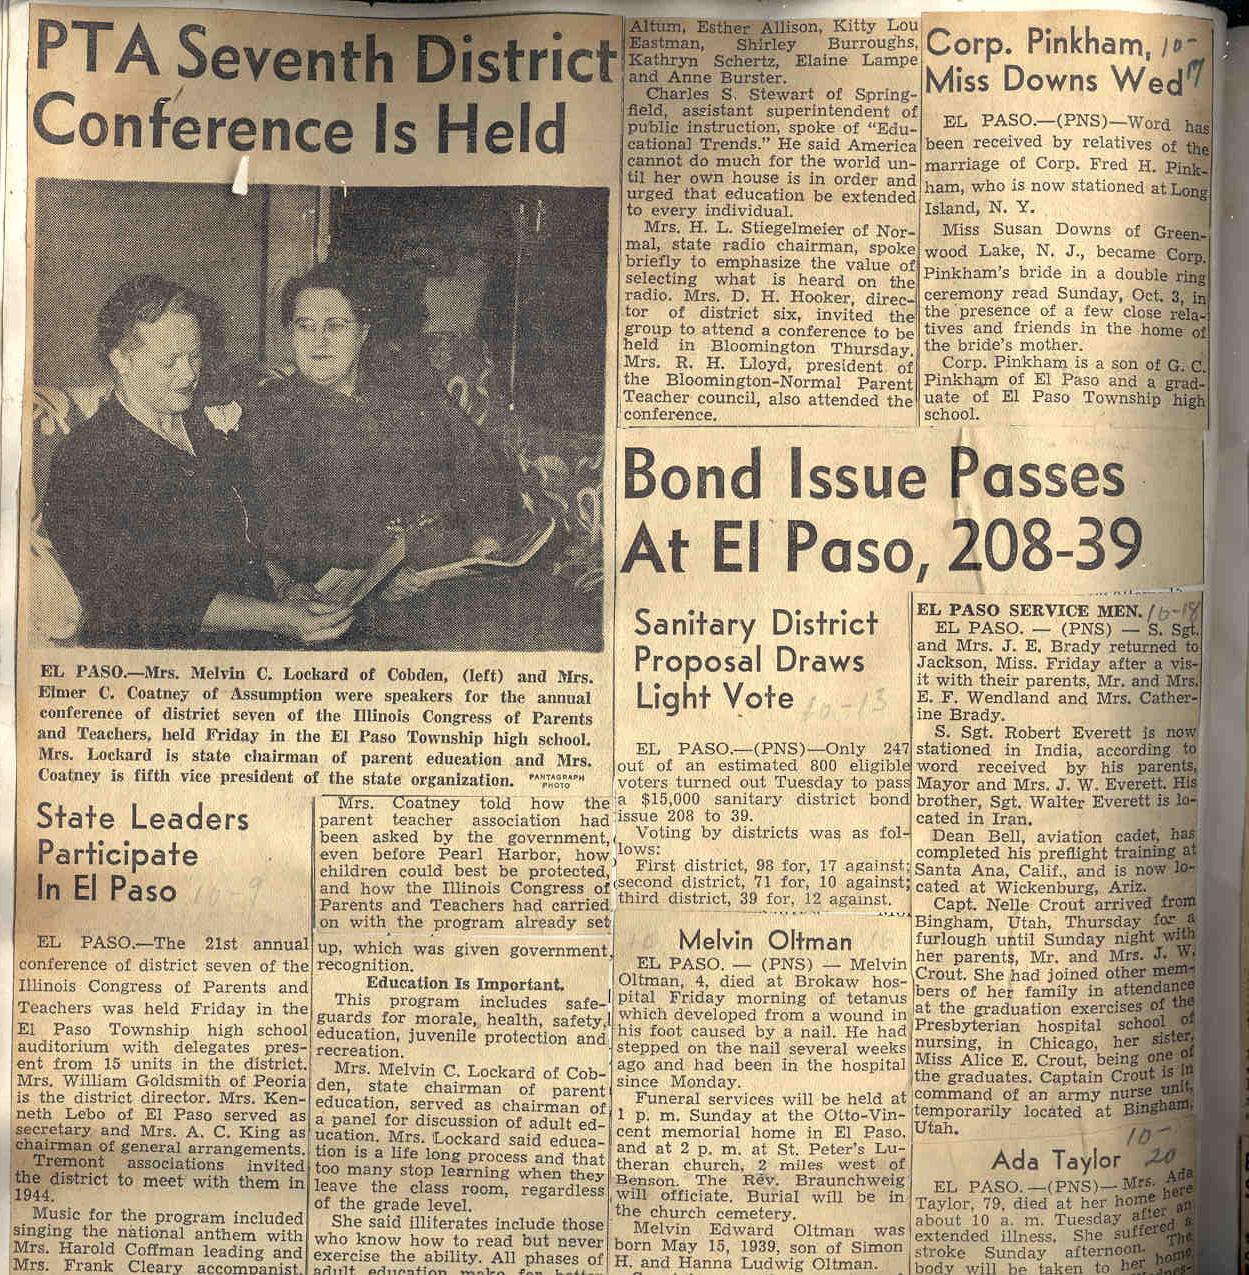 PTA Seventh District
Conference Is Held
EL PASO.—Mrs. Melvin C. Lockard of Cobden, (left) and Mrs.
Elmer C. Coatney of Assumption were speakers for the annual
conference of district seven of the Illinois Congress of Parents
and Teachers, held Friday in the El Paso Township high school.
Mrs. Lockard is state chairman of parent education and Mrs.
Coatney is fifth vice president of the state organization.
PANTAGRAPH
PHOTO
State Leaders
Participate
In El Paso
10-9
EL PASO.—The 21st annual
conference of district seven of the
Illinois Congress of Parents and
Teachers was held Friday in the
El Paso Township high school
auditorium with delegates pres-
ent from 15 units in the district.
Mrs. William Goldsmith of Peoria
is the district director. Mrs. Ken-
neth Lebo of El Paso served as
secretary and Mrs. A. C. King as
chairman of general arrangements.
Tremont associations invited
the district to meet with them in
1944.
Music for the program included
singing the national anthem with
Mrs. Harold Coffman leading and
Mrs. Frank Cleary accompanist.
Mrs. Coatney told how the
parent teacher association had
been asked by the government,
even before Pearl Harbor, how
children could best be protected,
and how the Illinois Congress of
Parents and Teachers had carried
on with the program already set
up, which was given government
recognition.
Education Is Important.
This program includes safe-
guards for morale, health, safety,
education, juvenile protection and
recreation.
Mrs. Melvin C. Lockard of Cob-
den, state chairman of parent
education, served as chairman of
a panel for discussion of adult ed-
ucation. Mrs. Lockard said educa-
tion is a life long process and that
too many stop learning when they
leave the class room, regardless
of the grade level.
She said illiterates include those
who know how to read but never
exercise the ability. All phases of
adult education make for better
Altum, Esther Allison, Kitty Lou
Eastman, Shirley Burroughs,
Kathryn Schertz, Elaine Lampe
and Anne Burster.
Charles S. Stewart of Spring-
field, assistant superintendent of
public instruction, spoke of "Edu-
cational Trends." He said America
cannot do much for the world un-
til her own house is in order and
urged that education be extended
to every individual.
Mrs. H. L. Stiegelmeier of Nor-
mal, state radio chairman, spoke
briefly to emphasize the value of
selecting what is heard on the
radio. Mrs. D. H. Hooker, direc-
tor of district six, invited the
group to attend a conference to be
held in Bloomington Thursday.
Mrs. R. H. Lloyd, president of
the Bloomington-Normal Parent
Teacher council, also attended the
conference.
Corp. Pinkham,
Miss Downs Wed
10-
17
EL PASO.—(PNS)—Word has
been received by relatives of the
marriage of Corp. Fred H. Pink-
ham, who is now stationed at Long
Island, N. Y.
Miss Susan Downs of Green-
wood Lake, N. J., became Corp.
Pinkham's bride in a double ring
ceremony read Sunday, Oct. 3, in
the presence of a few close rela-
tives and friends in the home of
the bride's mother.
Corp. Pinkham is a son of G. C.
Pinkham of El Paso and a grad-
uate of El Paso Township high
school.
Bond Issue Passes
At El Paso, 208-39
Sanitary District
Proposal Draws
Light Vote
10-13
EL PASO.—(PNS)—Only 247
out of an estimated 800 eligible
voters turned out Tuesday to pass
a $15,000 sanitary district bond
issue 208 to 39.
Voting by districts was as fol-
lows:
First district, 98 for, 17 against;
second district, 71 for, 10 against;
third district, 39 for, 12 against.
Melvin Oltman
EL PASO. — (PNS) — Melvin
Oltman, 4, died at Brokaw hos-
pital Friday morning of tetanus
which developed from a wound in
his foot caused by a nail. He had
stepped on the nail several weeks
ago and had been in the hospital
since Monday.
Funeral services will be held at
1 p. m. Sunday at the Otto-Vin-
cent memorial home in El Paso,
and at 2 p. m. at St. Peter's Lu-
theran church, 2 miles west of
Benson. The Rev. Braunschweig
will officiate. Burial will be in
the church cemetery.
Melvin Edward Oltman was
born May 15, 1939, son of Simon
H. and Hanna Ludwig Oltman.
EL PASO SERVICE MEN.
10-18
EL PASO. — (PNS) — S. Sgt.
and Mrs. J. E. Brady returned to
Jackson, Miss. Friday after a vis-
it with their parents, Mr. and Mrs.
E. F. Wendland and Mrs. Cather-
ine Brady.
S. Sgt. Robert Everett is now
stationed in India, according to
word received by his parents,
Mayor and Mrs. J. W. Everett. His
brother, Sgt. Walter Everett is lo-
cated in Iran.
Dean Bell, aviation cadet, has
completed his preflight training at
Santa Ana, Calif., and is now lo-
cated at Wickenburg, Ariz.
Capt. Nelle Crout arrived from
Bingham, Utah, Thursday for a
furlough until Sunday night with
her parents, Mr. and Mrs. J. W.
Crout. She had joined other mem-
bers of her family in attendance
at the graduation exercises of the
Presbyterian hospital school of
nursing, in Chicago, her sister,
Miss Alice E. Crout, being one of
the graduates. Captain Crout is in
command of an army nurse unit,
temporarily located at Bingham,
Utah.
Ada Taylor
10-
20
EL PASO.—(PNS)— Mrs. Ada
Taylor, 79, died at her home here
about 10 a. m. Tuesday after an
extended illness. She suffered a
stroke Sunday afternoon. The
body will be taken to her home,